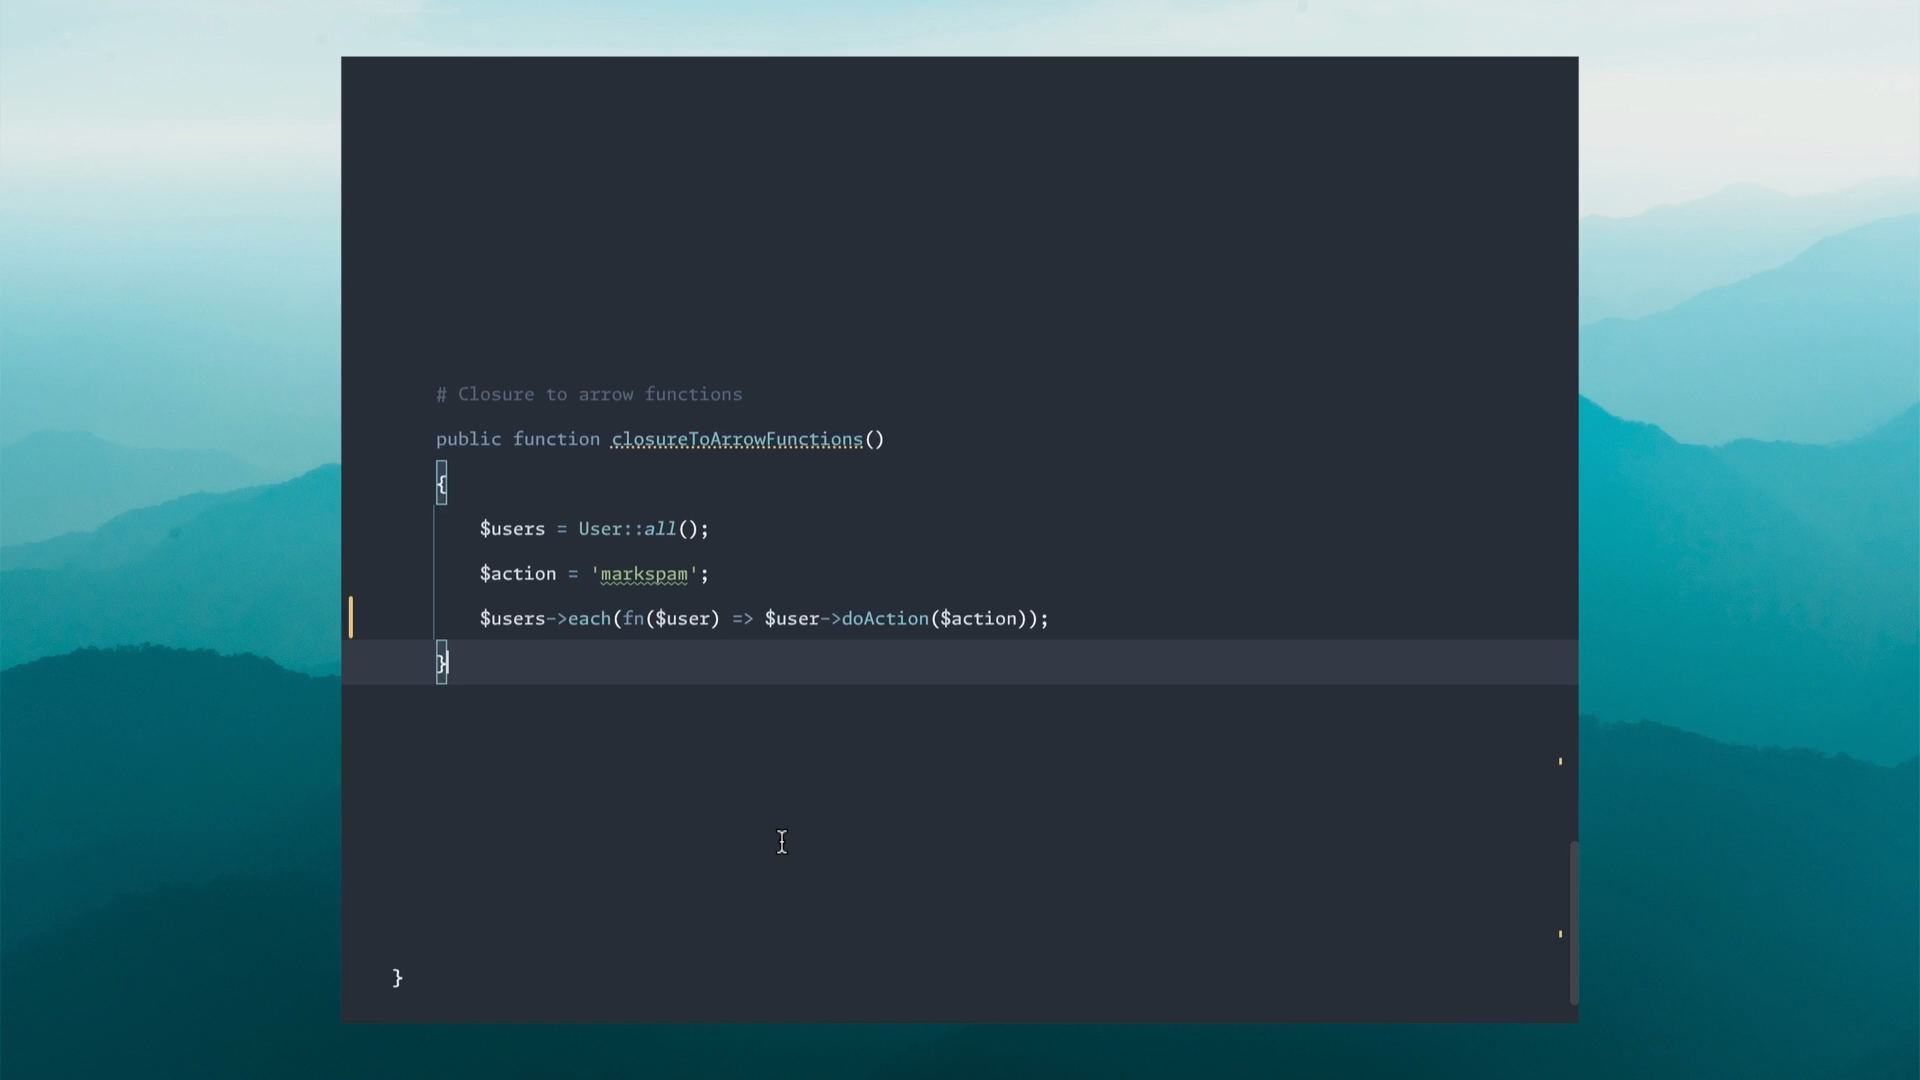 # Closure to arrow functions
public function closureToArrowFunctions()
{
$users = User::all();
$action = 'markspam';
$users->each(fn($user) => $user->doAction($action));
}
}